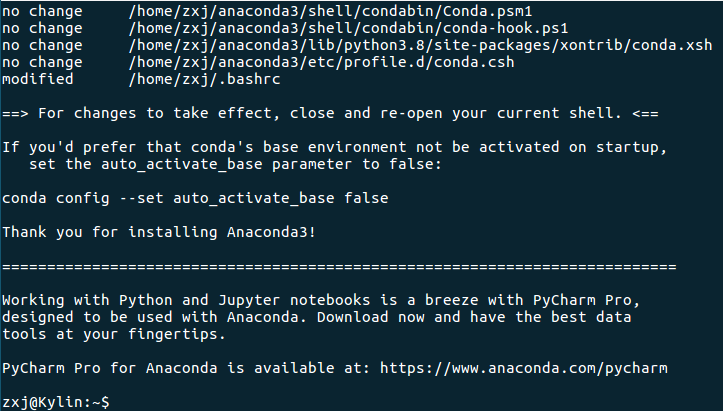 no change     /home/zxj/anaconda3/shell/condabin/Conda.psm1
no change     /home/zxj/anaconda3/shell/condabin/conda-hook.ps1
no change     /home/zxj/anaconda3/lib/python3.8/site-packages/xontrib/conda.xsh
no change     /home/zxj/anaconda3/etc/profile.d/conda.csh
modified      /home/zxj/.bashrc
==> For changes to take effect, close and re-open your current shell. <==
If you'd prefer that conda's base environment not be activated on startup,
   set the auto_activate_base parameter to false:
conda config --set auto_activate_base false
Thank you for installing Anaconda3!
===========================================================================
Working with Python and Jupyter notebooks is a breeze with PyCharm Pro,
designed to be used with Anaconda. Download now and have the best data
tools at your fingertips.
PyCharm Pro for Anaconda is available at: https://www.anaconda.com/pycharm
zxj@Kylin:~$